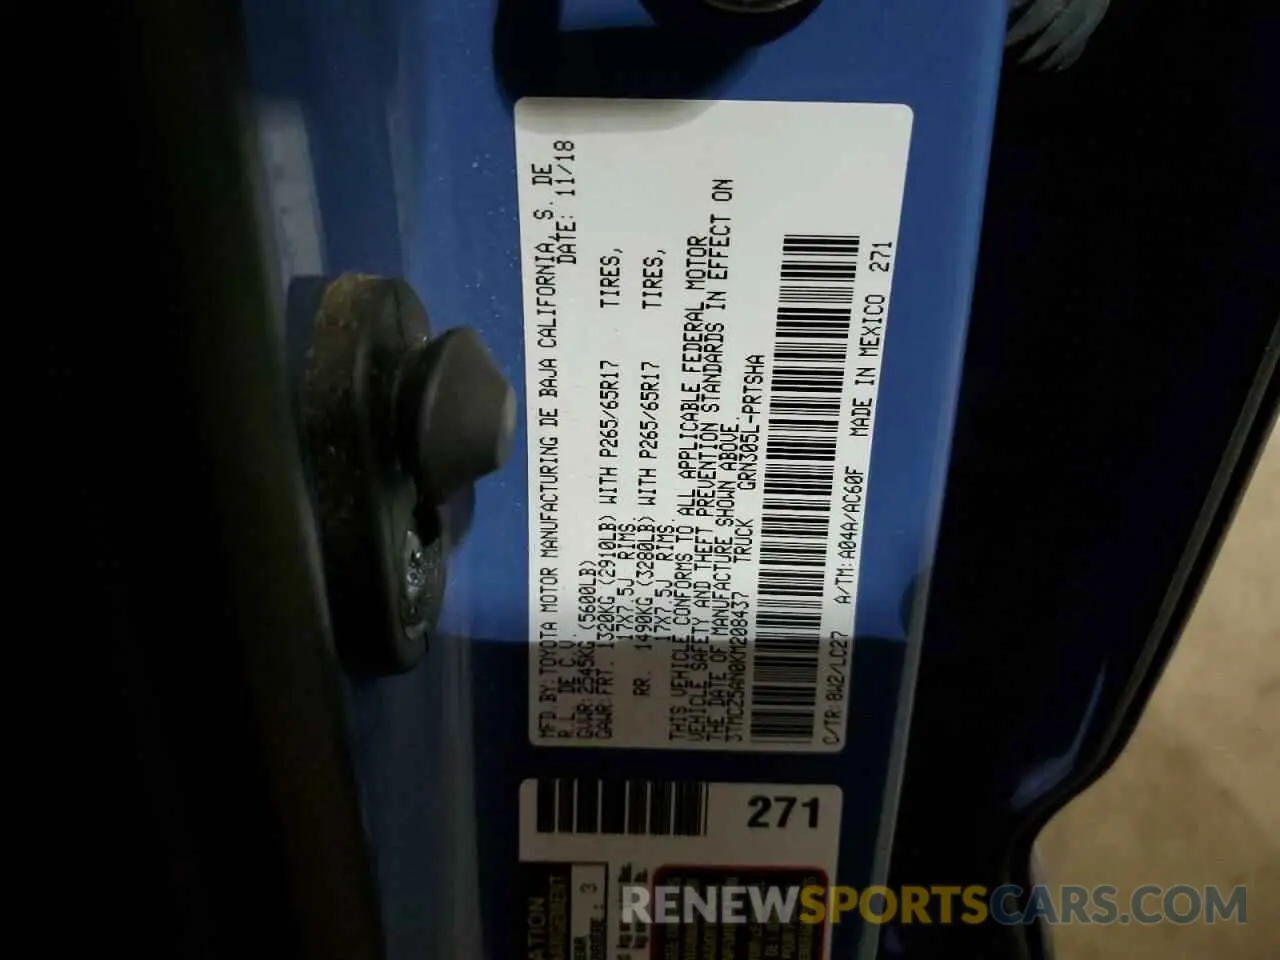 MFD BY: TOYOTA MOTOR MANUFACTURING DE BAJA CALIFORNIA, S. DE
R. L. DE C. V. DATE: 11/18
GVWR: 2545KG (5600LB)
GAWR: FRT. 1320KG (2910LB) WITH P265/65R17 TIRES,
17X7.5J RIMS.
RR. 1490KG (3280LB) WITH P265/65R17 TIRES,
17X7.5J RIMS.
THIS VEHICLE CONFORMS TO ALL APPLICABLE FEDERAL MOTOR
VEHICLE SAFETY AND THEFT PREVENTION STANDARDS IN EFFECT ON
THE DATE OF MANUFACTURE SHOWN ABOVE.
3TMCZ5AN0KM208437 TRUCK GRN305L-PRTSHA
C/TR: 8W2/LC27 A/TM: A04A/AC60F MADE IN MEXICO 271
271
3
RENEWSPORTSCARS.COM